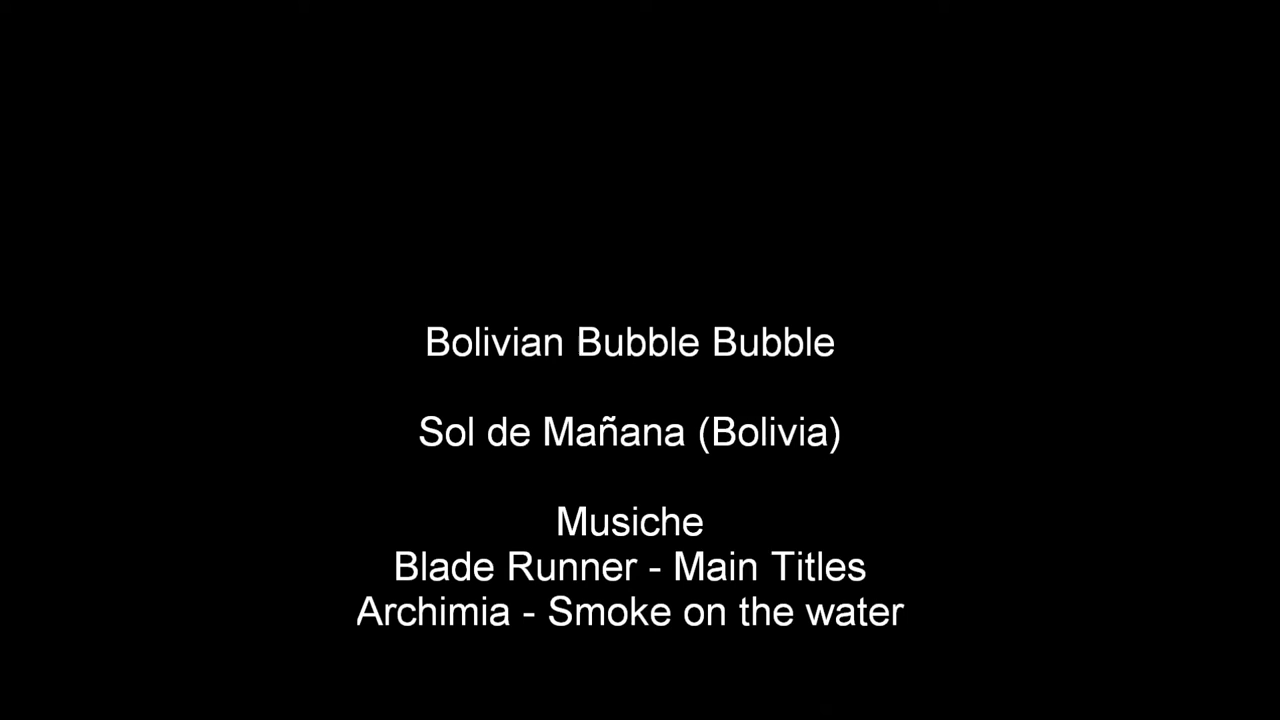 Bolivian Bubble Bubble
Sol de Mañana (Bolivia)
Musiche
Blade Runner - Main Titles
Archimia - Smoke on the water